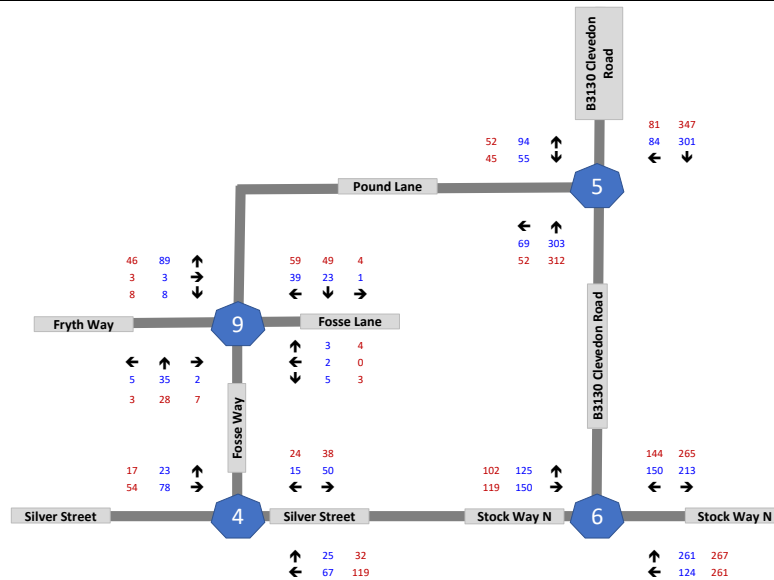 B3130 Clevedon
Road
81 347
52 94
84 301
45 55
5
Pound Lane
69 303
52 312
46 89
59 49 4
3 3
39 23 1
8 8
Fryth Way
9
Fosse Lane
3 4
2 0
5 35 2
5 3
3 28 7
B3130 Clevedon Road
Fosse Way
24 38
17 23
15 50
54 78
144 265
102 125
150 213
119 150
Silver Street
4
Silver Street
Stock Way N
6
Stock Way N
25 32
67 119
261 267
124 261